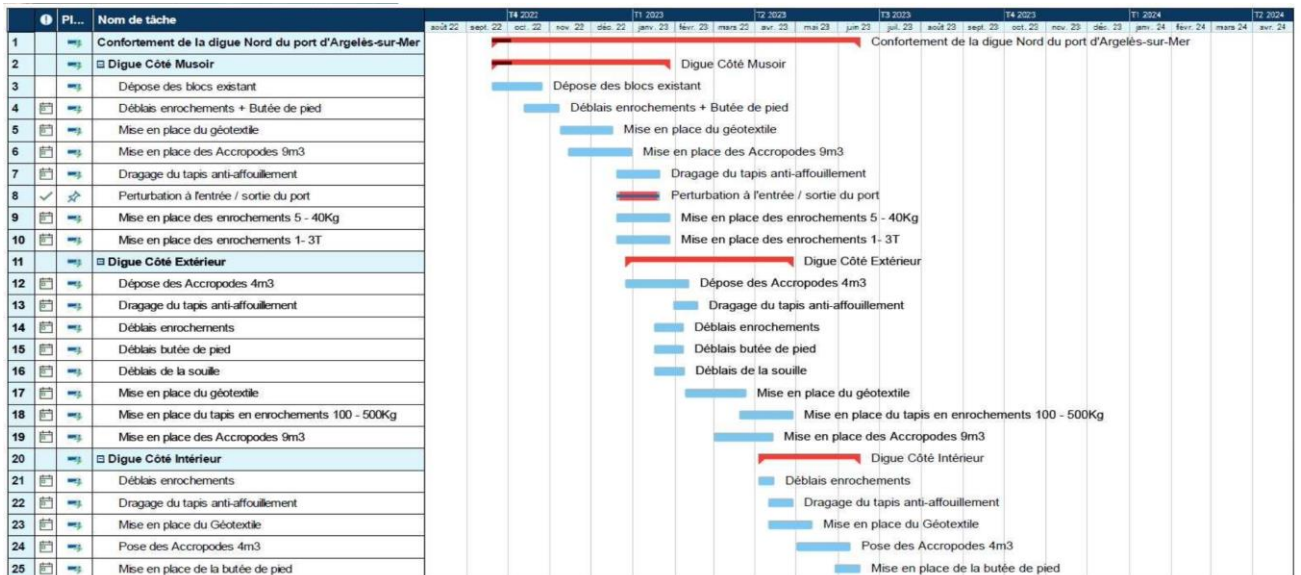 PI... Nom de tâche
T4 2022 T1 2023 T2 2023 T3 2023 T4 2023 T1 2024 T2 2024
août 22 sept. 22 oct. 22 nov. 22 déc. 22 janv. 23 févr. 23 mars 23 avr. 23 mai 23 juin 23 juil. 23 août 23 sept. 23 oct. 23 nov. 23 déc. 23 janv. 24 févr. 24 mars 24 avr. 24
1 Confortement de la digue Nord du port d'Argelès-sur-Mer Confortement de la digue Nord du port d'Argelès-sur-Mer
2 Digue Côté Musoir Digue Côté Musoir
3 Dépose des blocs existant Dépose des blocs existant
4 Déblais enrochements + Butée de pied Déblais enrochements + Butée de pied
5 Mise en place du géotextile Mise en place du géotextile
6 Mise en place des Accropodes 9m3 Mise en place des Accropodes 9m3
7 Dragage du tapis anti-affouillement Dragage du tapis anti-affouillement
8 Perturbation à l'entrée / sortie du port Perturbation à l'entrée / sortie du port
9 Mise en place des enrochements 5 - 40Kg Mise en place des enrochements 5 - 40Kg
10 Mise en place des enrochements 1- 3T Mise en place des enrochements 1- 3T
11 Digue Côté Extérieur Digue Côté Extérieur
12 Dépose des Accropodes 4m3 Dépose des Accropodes 4m3
13 Dragage du tapis anti-affouillement Dragage du tapis anti-affouillement
14 Déblais enrochements Déblais enrochements
15 Déblais butée de pied Déblais butée de pied
16 Déblais de la souille Déblais de la souille
17 Mise en place du géotextile Mise en place du géotextile
18 Mise en place du tapis en enrochements 100 - 500Kg Mise en place du tapis en enrochements 100 - 500Kg
19 Mise en place des Accropodes 9m3 Mise en place des Accropodes 9m3
20 Digue Côté Intérieur Digue Côté Intérieur
21 Déblais enrochements Déblais enrochements
22 Dragage du tapis anti-affouillement Dragage du tapis anti-affouillement
23 Mise en place du Géotextile Mise en place du Géotextile
24 Pose des Accropodes 4m3 Pose des Accropodes 4m3
25 Mise en place de la butée de pied Mise en place de la butée de pied